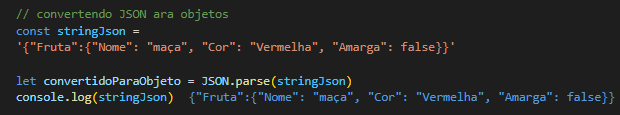 // convertendo JSON ara objetos
const stringJson =
'{"Fruta":{"Nome": "maça", "Cor": "Vermelha", "Amarga": false}}'
let convertidoParaObjeto = JSON.parse(stringJson)
console.log(stringJson)  {"Fruta":{"Nome": "maça", "Cor": "Vermelha", "Amarga": false}}